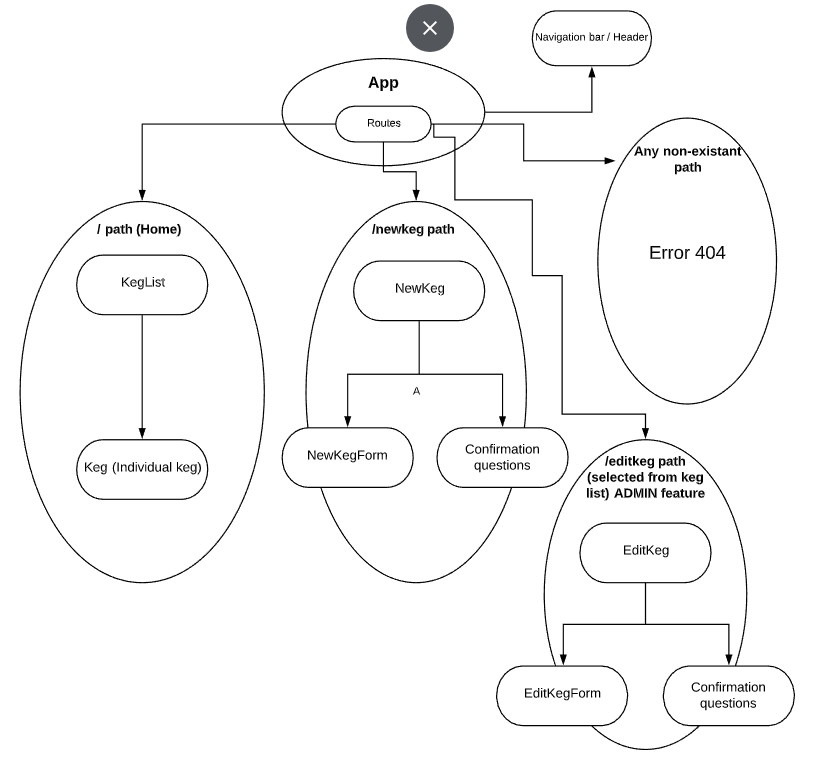 Navigation bar / Header
App
Routes
Any non-existant
path
Error 404
/ path (Home)
KegList
Keg (Individual keg)
/newkeg path
NewKeg
A
NewKegForm
Confirmation
questions
/editkeg path
(selected from keg
list) ADMIN feature
EditKeg
EditKegForm
Confirmation
questions